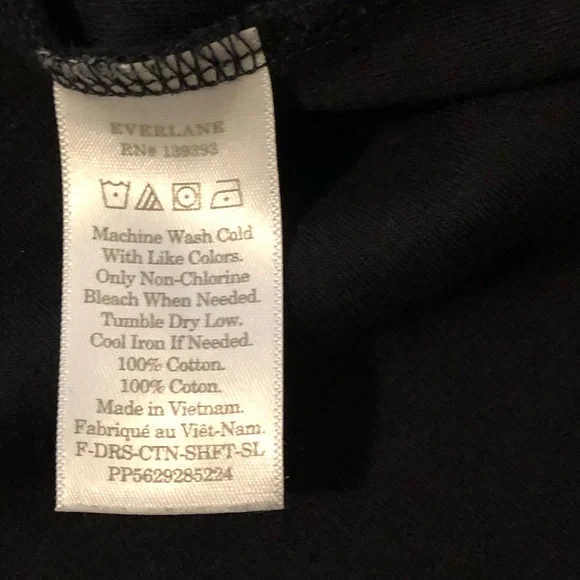 EVERLANE
RN# 139393
Machine Wash Cold
With Like Colors.
Only Non-Chlorine
Bleach When Needed.
Tumble Dry Low.
Cool Iron If Needed.
100% Cotton.
100% Coton.
Made in Vietnam.
Fabriqué au Viêt-Nam.
F-DRS-CTN-SHFT-SL
PP5629285224